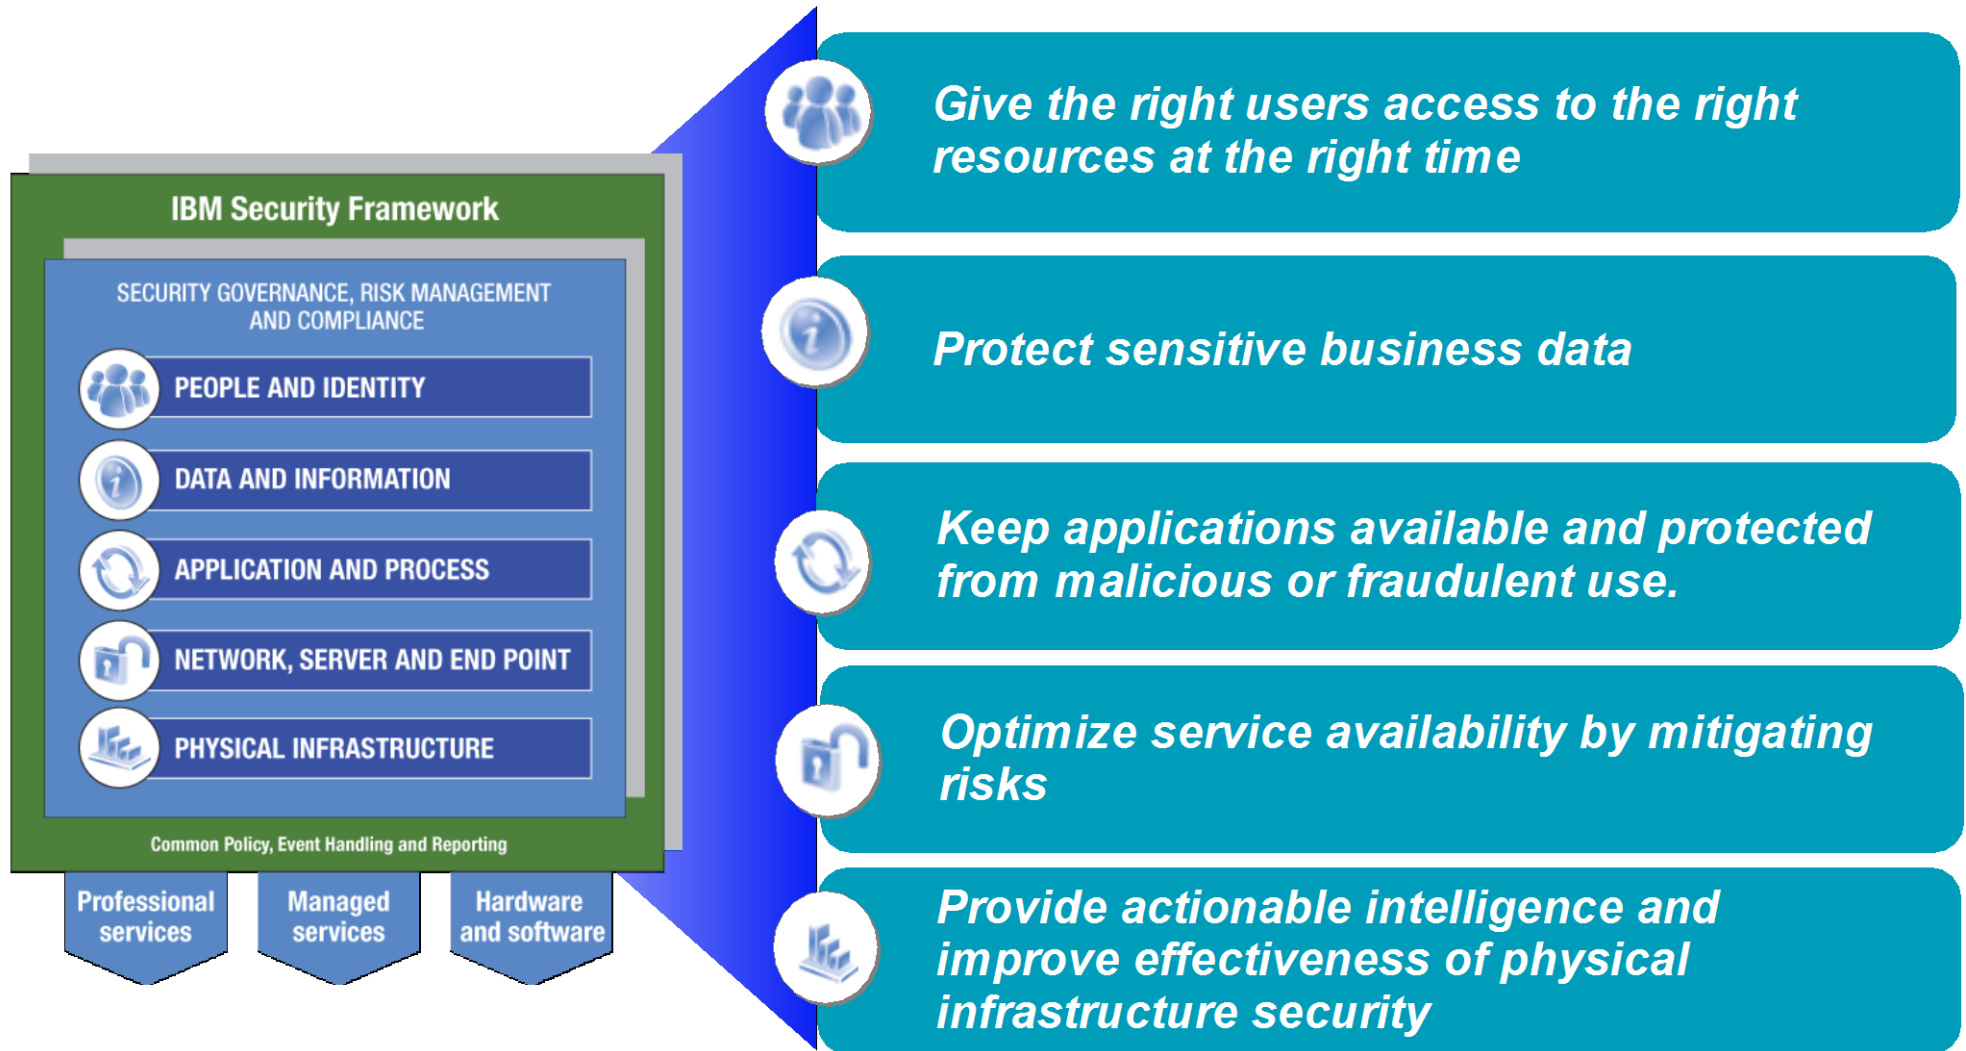 IBM Security Framework
SECURITY GOVERNANCE, RISK MANAGEMENT
AND COMPLIANCE
PEOPLE AND IDENTITY
DATA AND INFORMATION
APPLICATION AND PROCESS
NETWORK, SERVER AND END POINT
PHYSICAL INFRASTRUCTURE
Common Policy, Event Handling and Reporting
Professional
services
Managed
services
Hardware
and software
Give the right users access to the right
resources at the right time
Protect sensitive business data
Keep applications available and protected
from malicious or fraudulent use.
Optimize service availability by mitigating
risks
Provide actionable intelligence and
improve effectiveness of physical
infrastructure security